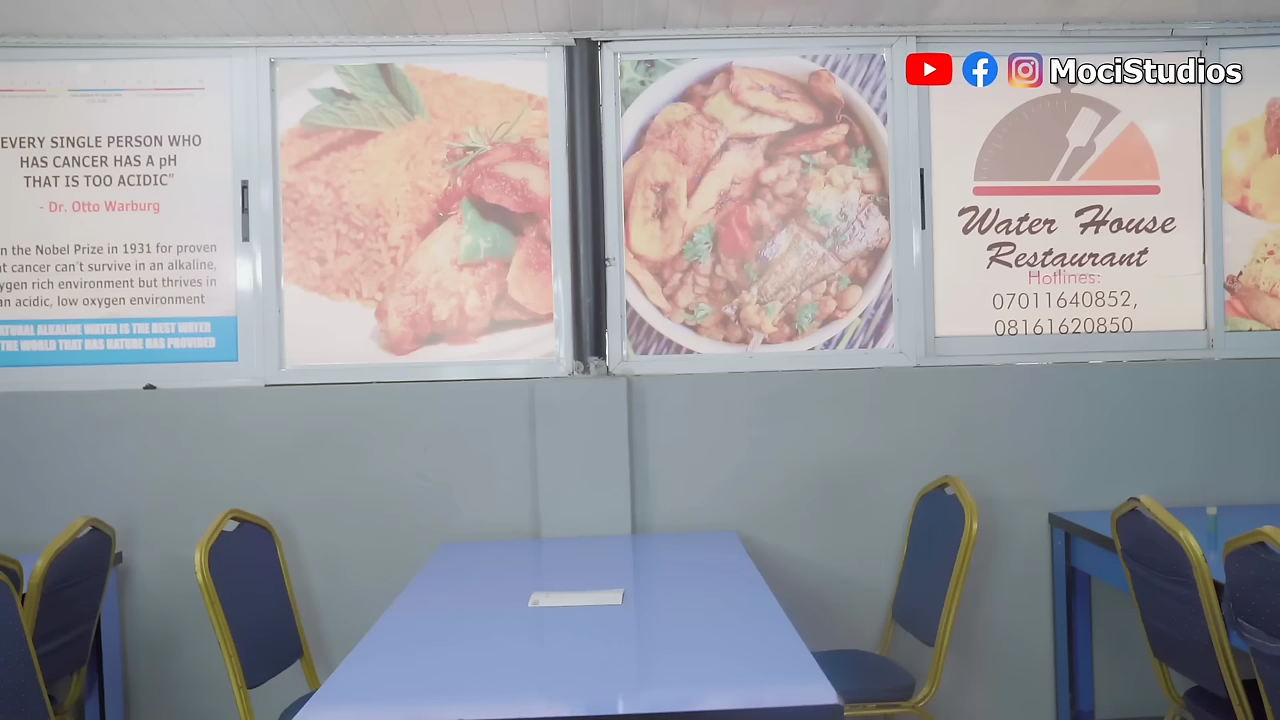 EVERY SINGLE PERSON WHO
HAS CANCER HAS A pH
THAT IS TOO ACIDIC”
- Dr. Otto Warburg
n the Nobel Prize in 1931 for proven
t cancer can't survive in an alkaline,
ygen rich environment but thrives in
an acidic, low oxygen environment
ATURAL ALKALINE WATER IS THE BEST WATER
THE WORLD THAT HAS NATURE HAS PROVIDED
MociStudios
Water House
Restaurant
Hotlines:
07011640852,
08161620850